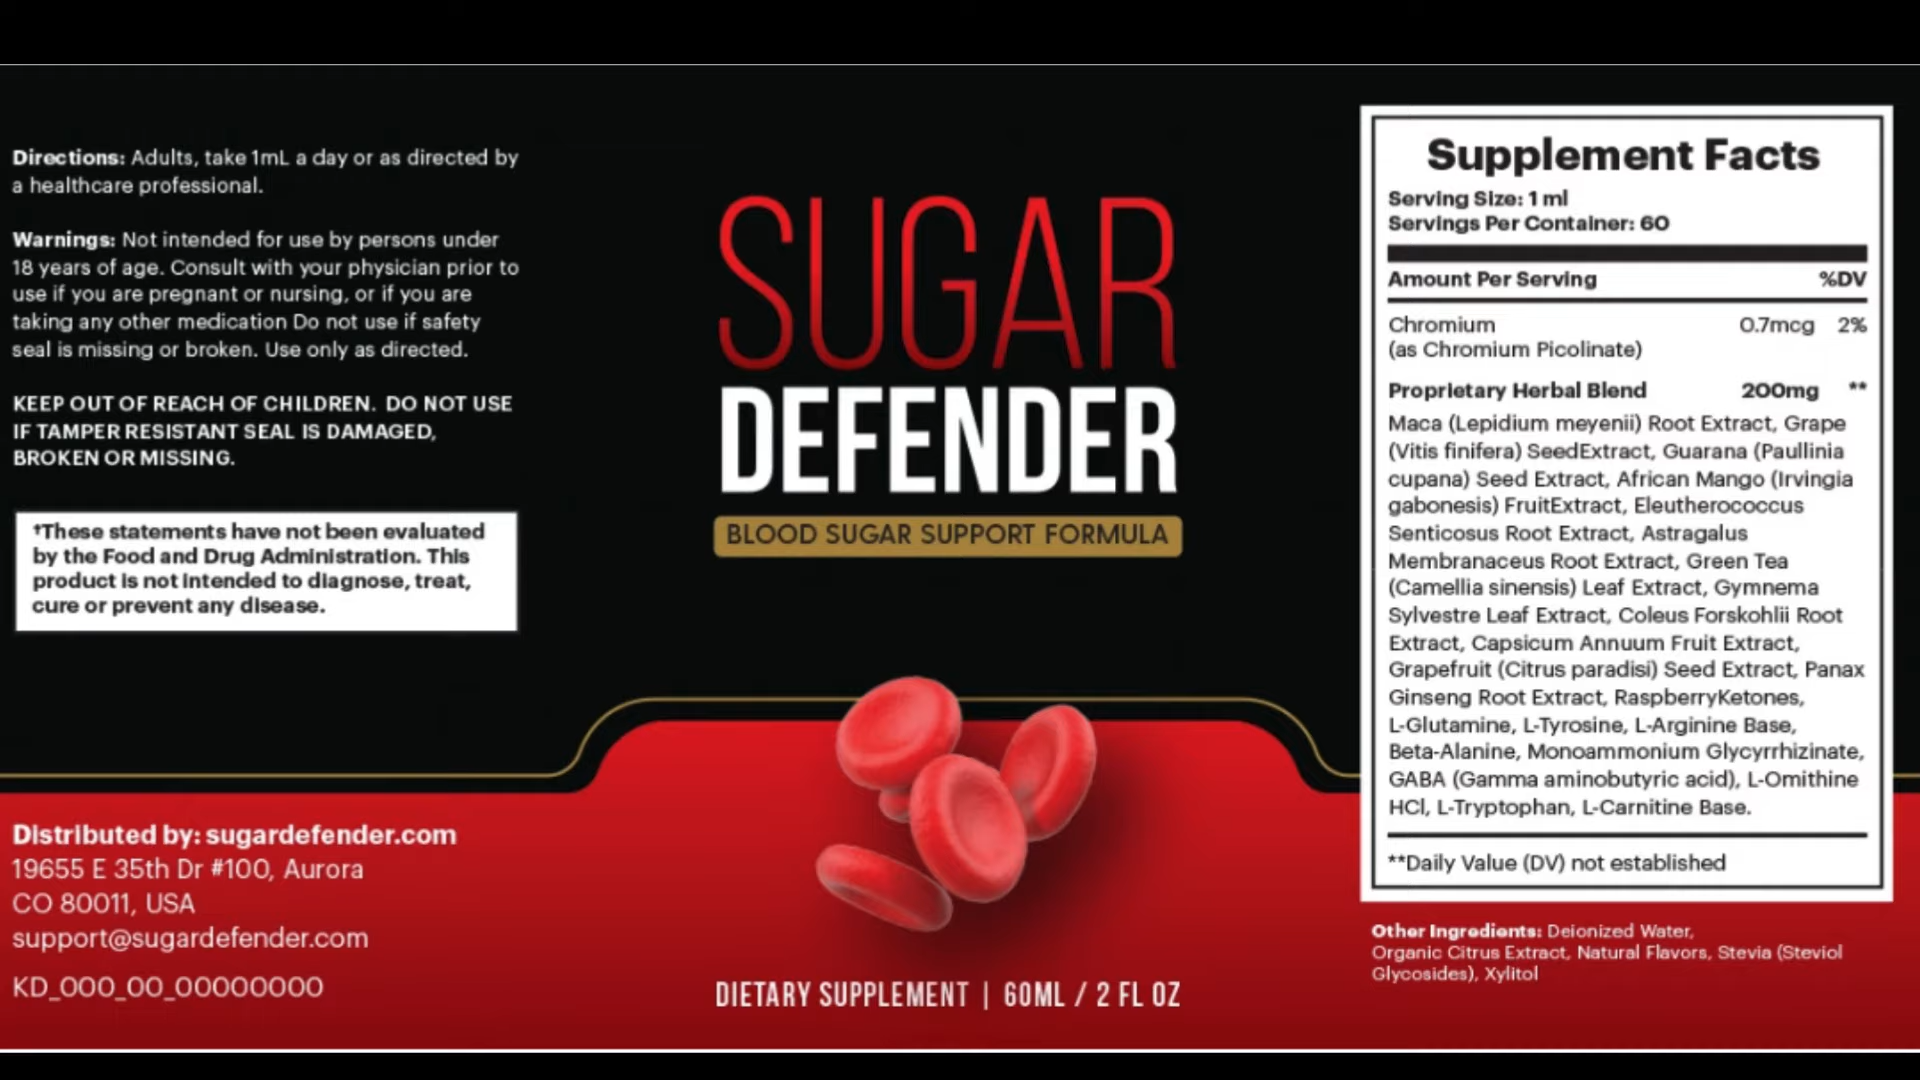 Directions: Adults, take 1mL a day or as directed by
a healthcare professional.
Warnings: Not intended for use by persons under
18 years of age. Consult with your physician prior to
use if you are pregnant or nursing, or if you are
taking any other medication Do not use if safety
seal is missing or broken. Use only as directed.
KEEP OUT OF REACH OF CHILDREN. DO NOT USE
IF TAMPER RESISTANT SEAL IS DAMAGED,
BROKEN OR MISSING.
†These statements have not been evaluated
by the Food and Drug Administration. This
product is not intended to diagnose, treat,
cure or prevent any disease.
Distributed by: sugardefender.com
19655 E 35th Dr #100, Aurora
CO 80011, USA
support@sugardefender.com
KD_000_00_00000000
SUGAR
DEFENDER
BLOOD SUGAR SUPPORT FORMULA
DIETARY SUPPLEMENT | 60ML / 2 FL OZ
Supplement Facts
Serving Size: 1 ml
Servings Per Container: 60
Amount Per Serving %DV
Chromium 0.7mcg 2%
(as Chromium Picolinate)
Proprietary Herbal Blend 200mg **
Maca (Lepidium meyenii) Root Extract, Grape
(Vitis finifera) SeedExtract, Guarana (Paullinia
cupana) Seed Extract, African Mango (Irvingia
gabonesis) FruitExtract, Eleutherococcus
Senticosus Root Extract, Astragalus
Membranaceus Root Extract, Green Tea
(Camellia sinensis) Leaf Extract, Gymnema
Sylvestre Leaf Extract, Coleus Forskohlii Root
Extract, Capsicum Annuum Fruit Extract,
Grapefruit (Citrus paradisi) Seed Extract, Panax
Ginseng Root Extract, RaspberryKetones,
L-Glutamine, L-Tyrosine, L-Arginine Base,
Beta-Alanine, Monoammonium Glycyrrhizinate,
GABA (Gamma aminobutyric acid), L-Omithine
HCl, L-Tryptophan, L-Carnitine Base.
**Daily Value (DV) not established
Other Ingredients: Deionized Water,
Organic Citrus Extract, Natural Flavors, Stevia (Steviol
Glycosides), Xylitol